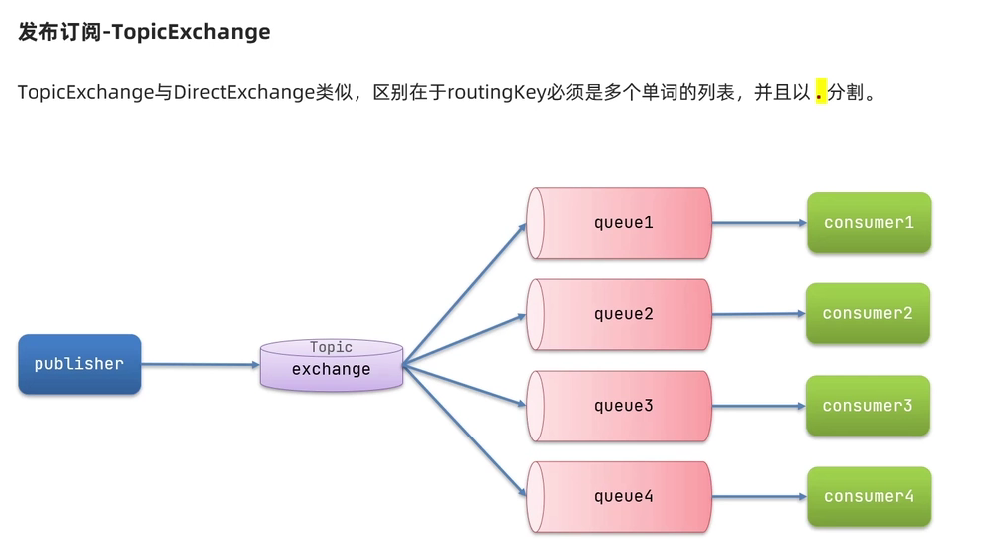 发布订阅-TopicExchange
TopicExchange与DirectExchange类似，区别在于routingKey必须是多个单词的列表，并且以 . 分割。
queue1
consumer1
queue2
consumer2
publisher
Topic
exchange
queue3
consumer3
queue4
consumer4